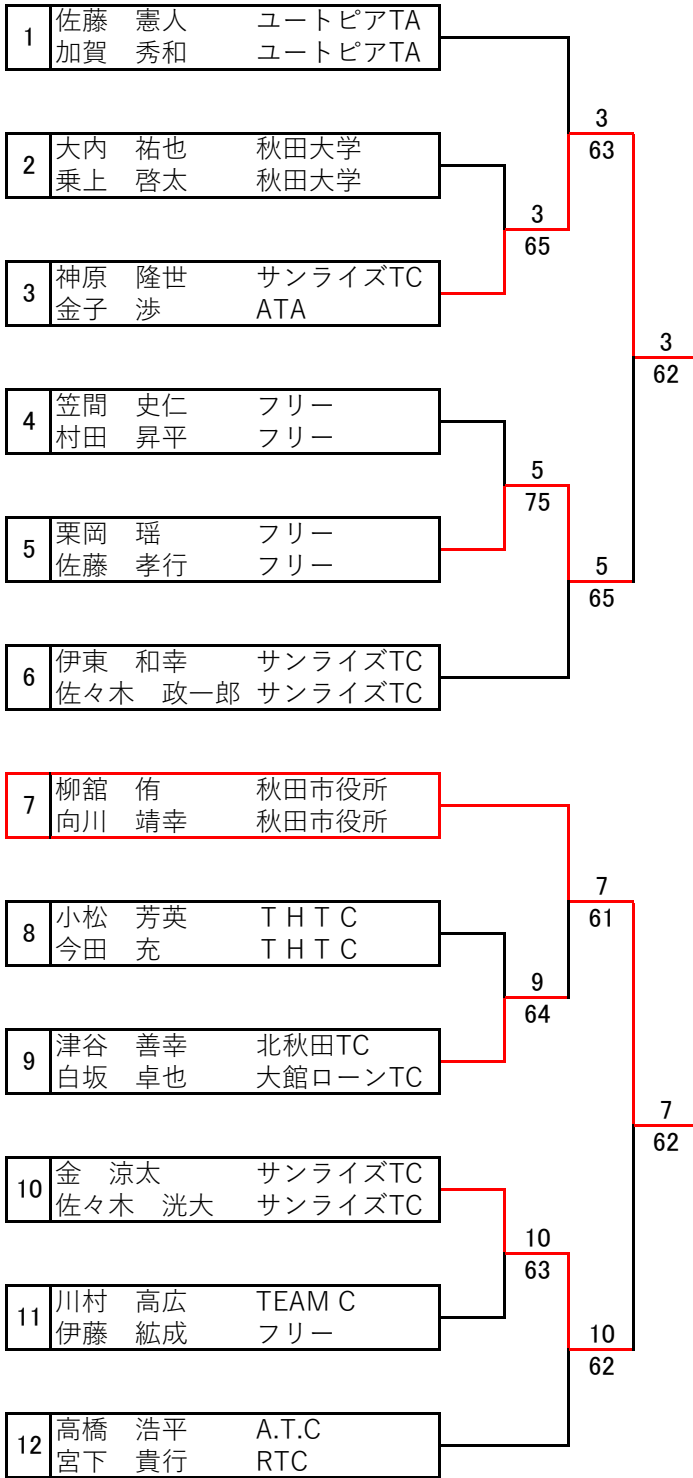 1 佐藤　憲人 ユートピアTA
加賀　秀和 ユートピアTA
3
63
2 大内　祐也 秋田大学
乗上　啓太 秋田大学
3
65
3 神原　隆世 サンライズTC
金子　渉 ATA
3
62
4 笠間　史仁 フリー
村田　昇平 フリー
5
75
5 栗岡　瑶 フリー
佐藤　孝行 フリー
5
65
6 伊東　和幸 サンライズTC
佐々木　政一郎 サンライズTC
7 柳舘　侑 秋田市役所
向川　靖幸 秋田市役所
7
61
8 小松　芳英 ＴＨＴＣ
今田　充 ＴＨＴＣ
9
64
9 津谷　善幸 北秋田TC
白坂　卓也 大館ローンTC
7
62
10 金　涼太 サンライズTC
佐々木　洸大 サンライズTC
10
63
11 川村　高広 TEAM C
伊藤　紘成 フリー
10
62
12 高橋　浩平 A.T.C
宮下　貴行 RTC